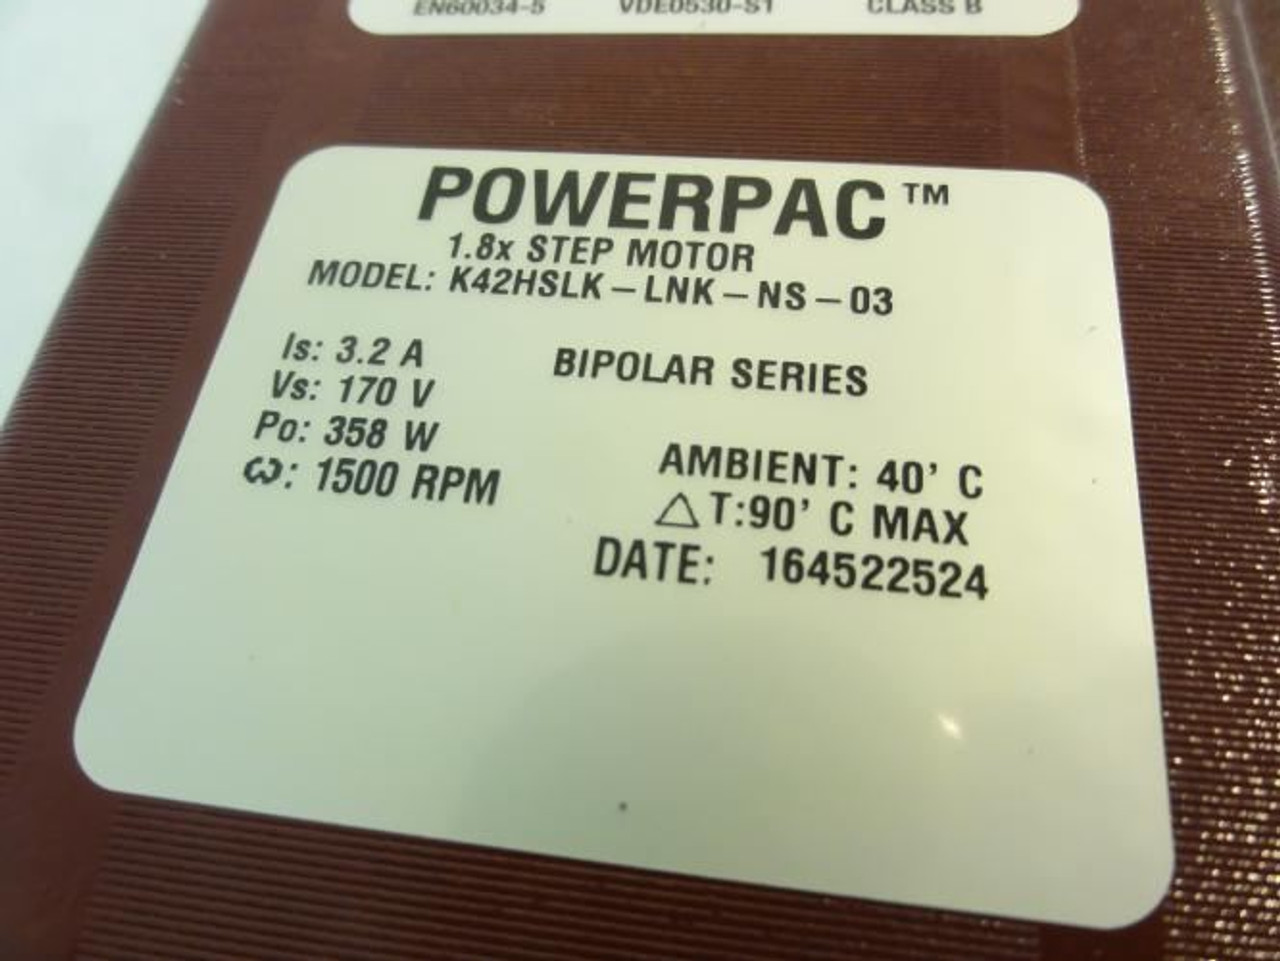 EN60034-5 VDE0530-S1 CLASS B
POWERPAC™
1.8x STEP MOTOR
MODEL: K42HSLK-LNK-NS-03
Is: 3.2 A
BIPOLAR SERIES
Vs: 170 V
Po: 358 W
AMBIENT: 40' C
ω: 1500 RPM
△T:90' C MAX
DATE: 164522524